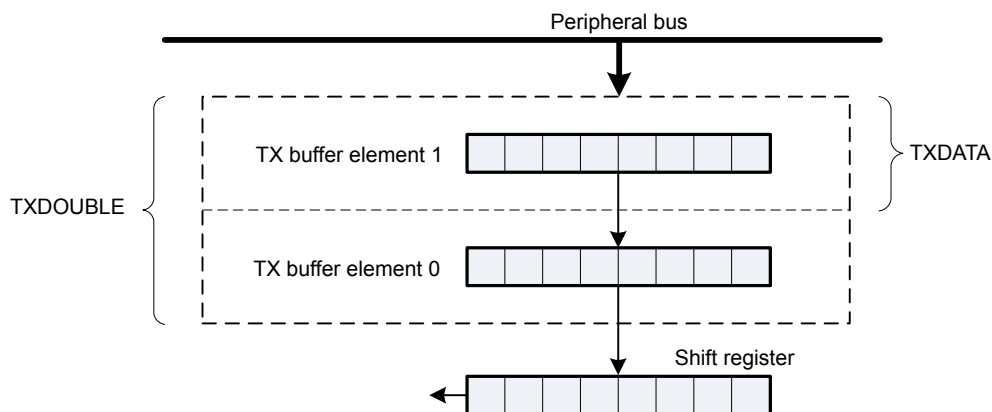 Peripheral bus
TX buffer element 1
TXDATA
TXDOUBLE
TX buffer element 0
Shift register